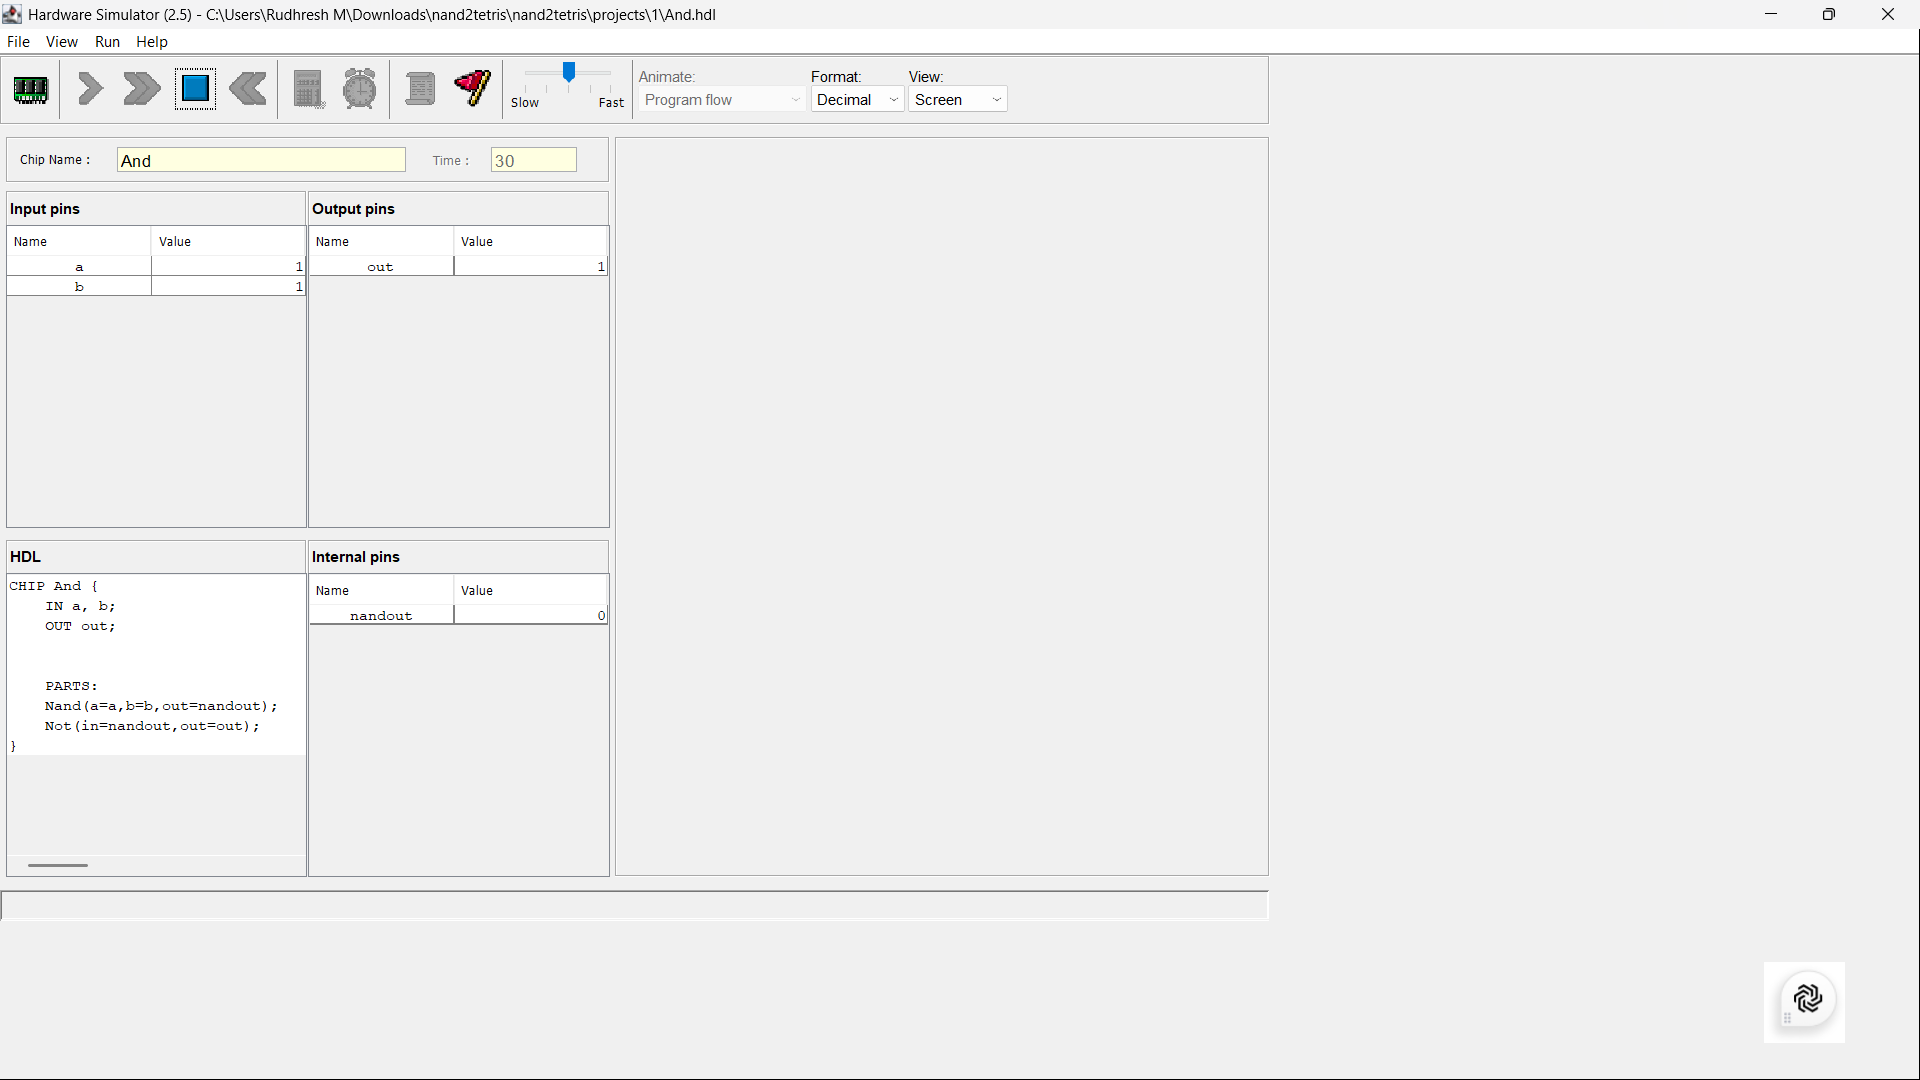 Hardware Simulator (2.5) - C:\Users\Rudhresh M\Downloads\nand2tetris\nand2tetris\projects\1\And.hdl
File View Run Help
Animate: Format: View:
Program flow Decimal Screen
Slow Fast
Chip Name : And Time : 30
Input pins Output pins
Name Value Name Value
a 1 out 1
b 1
HDL Internal pins
CHIP And { Name Value
IN a, b; nandout 0
OUT out;
PARTS:
Nand(a=a,b=b,out=nandout);
Not(in=nandout,out=out);
}